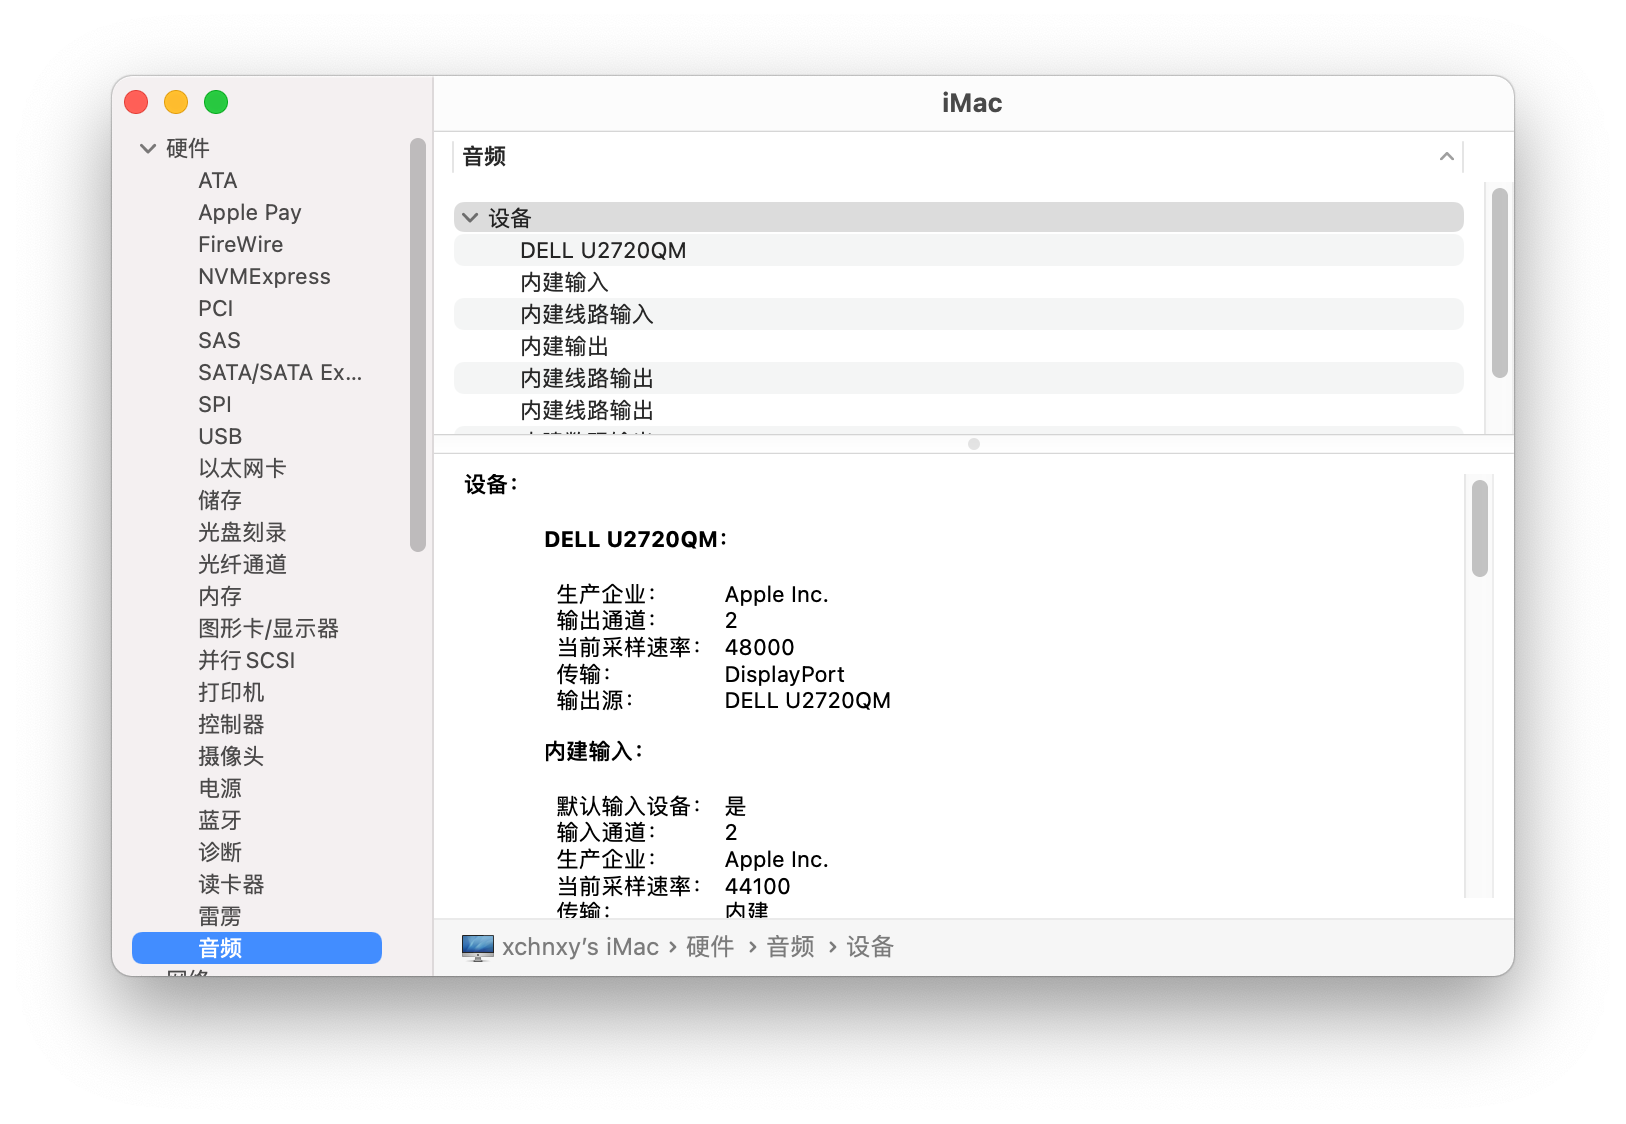 iMac
硬件
ATA
Apple Pay
FireWire
NVMExpress
PCI
SAS
SATA/SATA Ex...
SPI
USB
以太网卡
储存
光盘刻录
光纤通道
内存
图形卡/显示器
并行 SCSI
打印机
控制器
摄像头
电源
蓝牙
诊断
读卡器
雷雳
音频
音频
设备
DELL U2720QM
内建输入
内建线路输入
内建输出
内建线路输出
内建线路输出
设备：
DELL U2720QM：
生产企业： Apple Inc.
输出通道： 2
当前采样速率： 48000
传输： DisplayPort
输出源： DELL U2720QM
内建输入：
默认输入设备： 是
输入通道： 2
生产企业： Apple Inc.
当前采样速率： 44100
传输： 内建
xchnxy’s iMac › 硬件 › 音频 › 设备